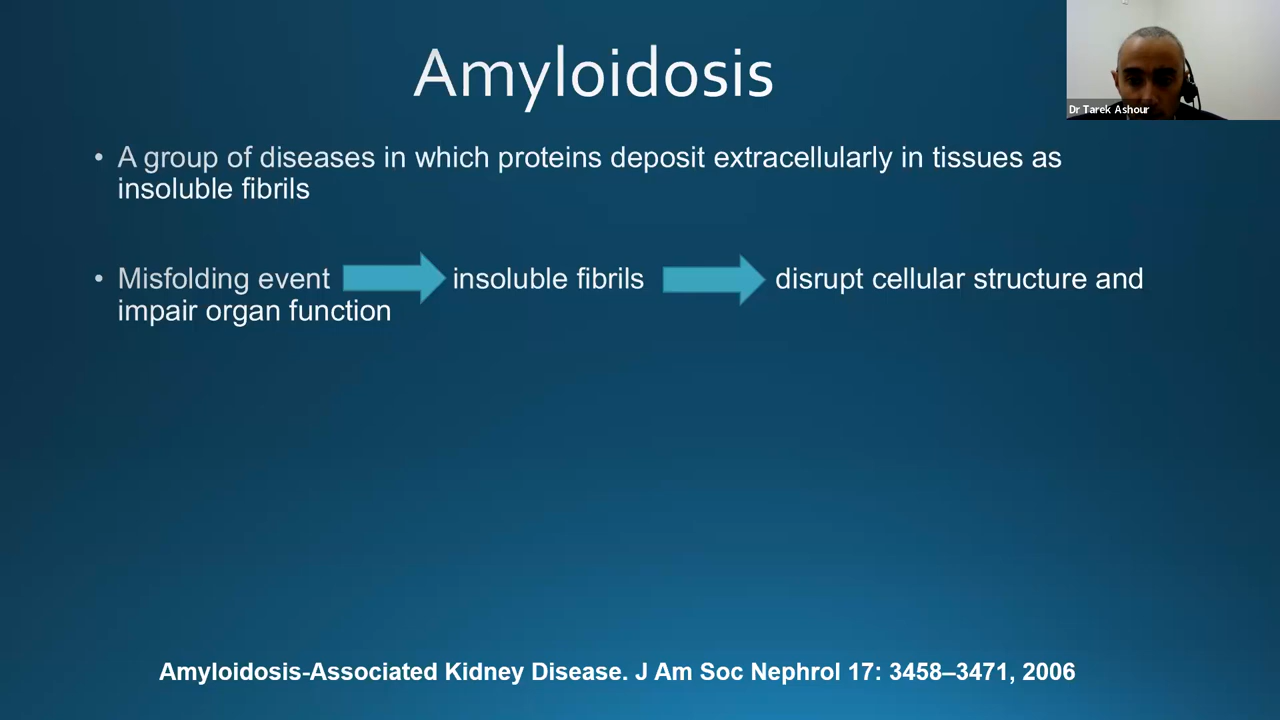 Amyloidosis
Dr Tarek Ashour
• A group of diseases in which proteins deposit extracellularly in tissues as
insoluble fibrils
• Misfolding event insoluble fibrils disrupt cellular structure and
impair organ function
Amyloidosis-Associated Kidney Disease. J Am Soc Nephrol 17: 3458–3471, 2006